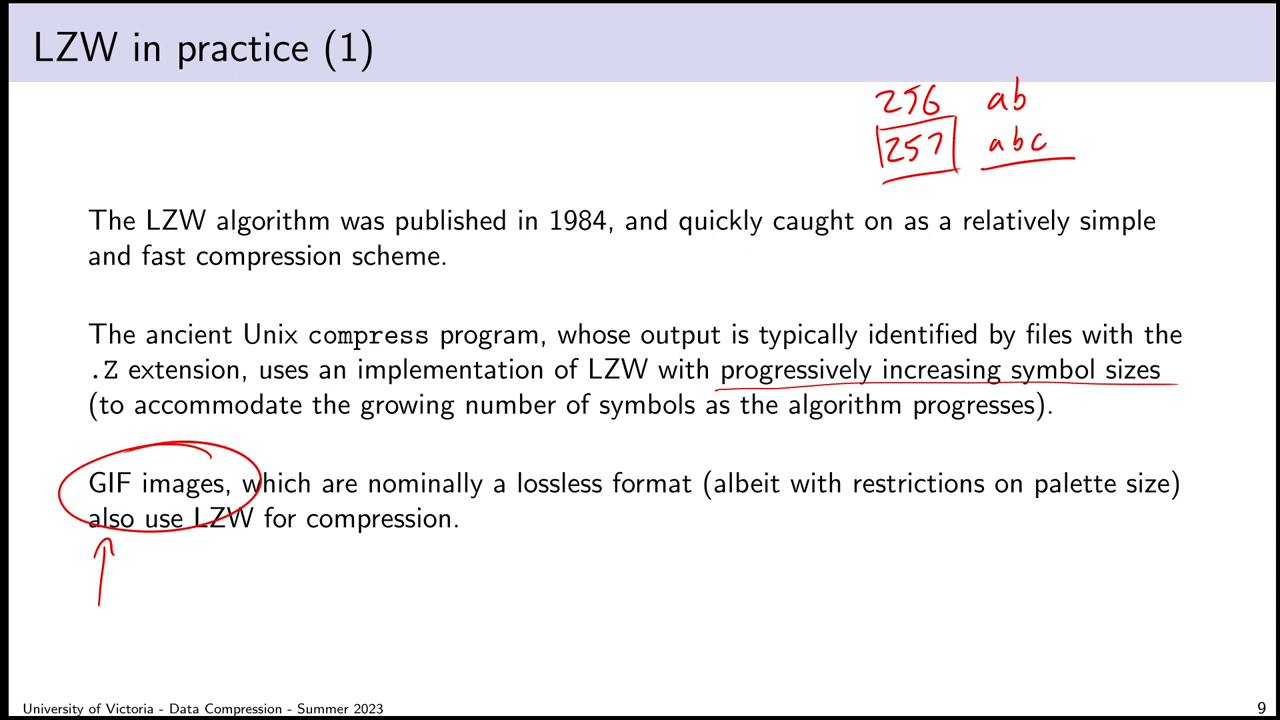 LZW in practice (1)
256 ab
257 abc
The LZW algorithm was published in 1984, and quickly caught on as a relatively simple
and fast compression scheme.
The ancient Unix compress program, whose output is typically identified by files with the
.Z extension, uses an implementation of LZW with progressively increasing symbol sizes
(to accommodate the growing number of symbols as the algorithm progresses).
GIF images, which are nominally a lossless format (albeit with restrictions on palette size)
also use LZW for compression.
University of Victoria - Data Compression - Summer 2023 9